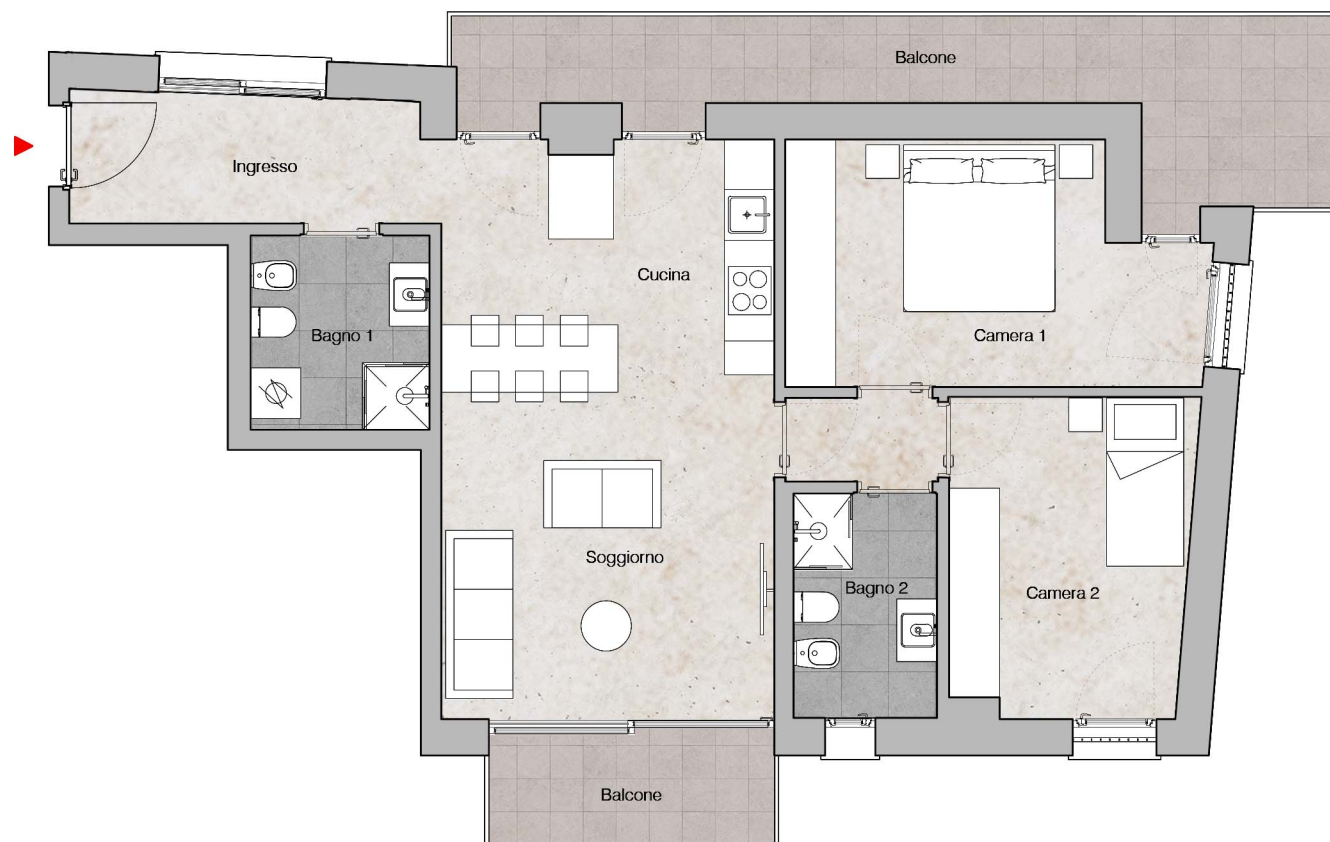 Balcone
Ingresso
Cucina
Bagno 1
Camera 1
Soggiorno
Bagno 2
Camera 2
Balcone